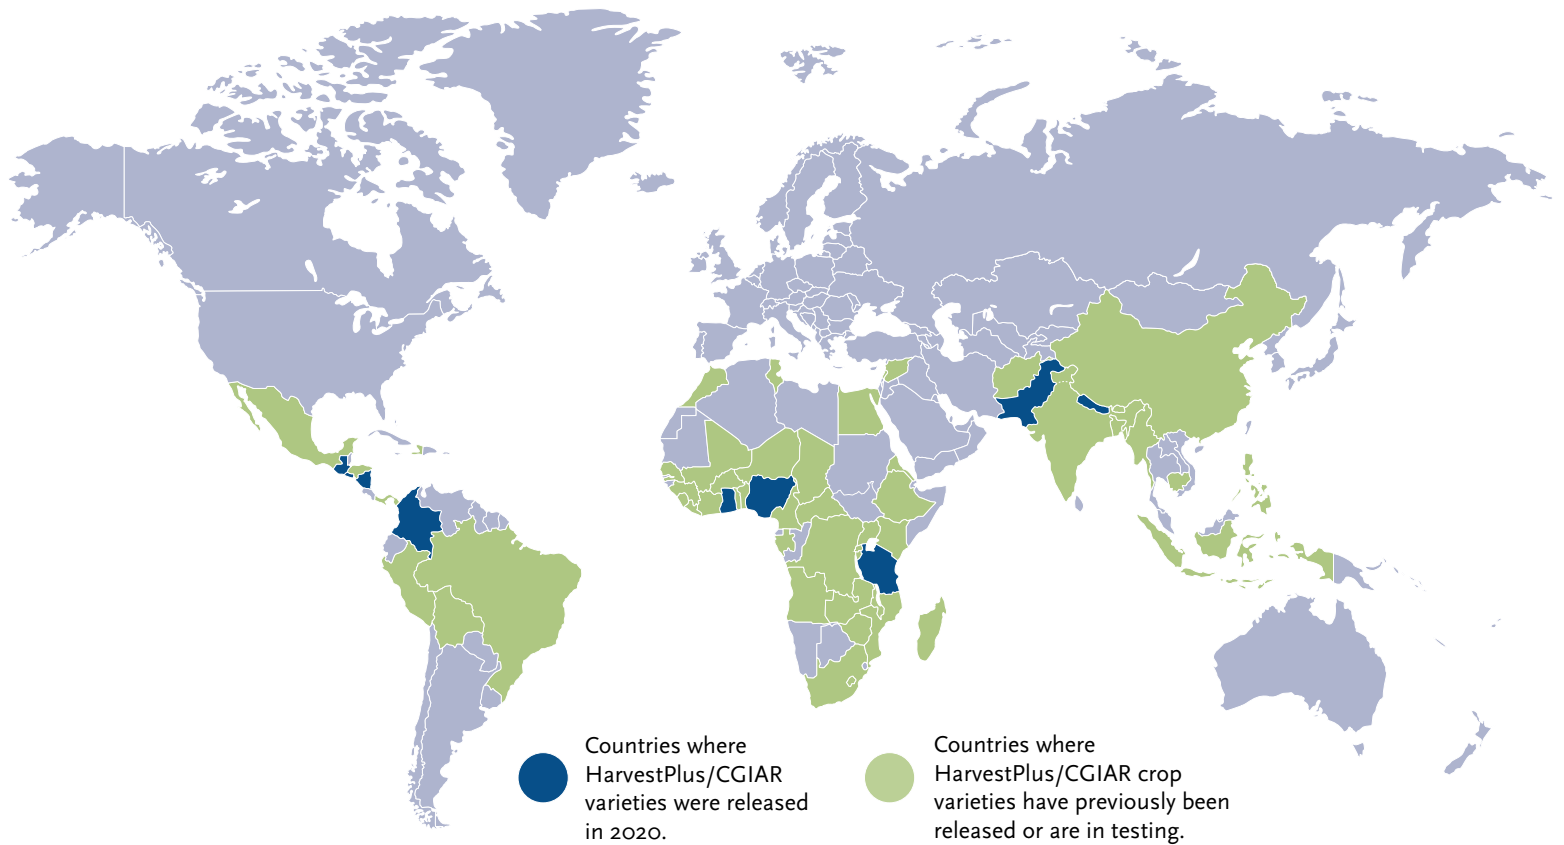 Countries where
HarvestPlus/CGIAR
varieties were released
in 2020.
Countries where
HarvestPlus/CGIAR crop
varieties have previously been
released or are in testing.